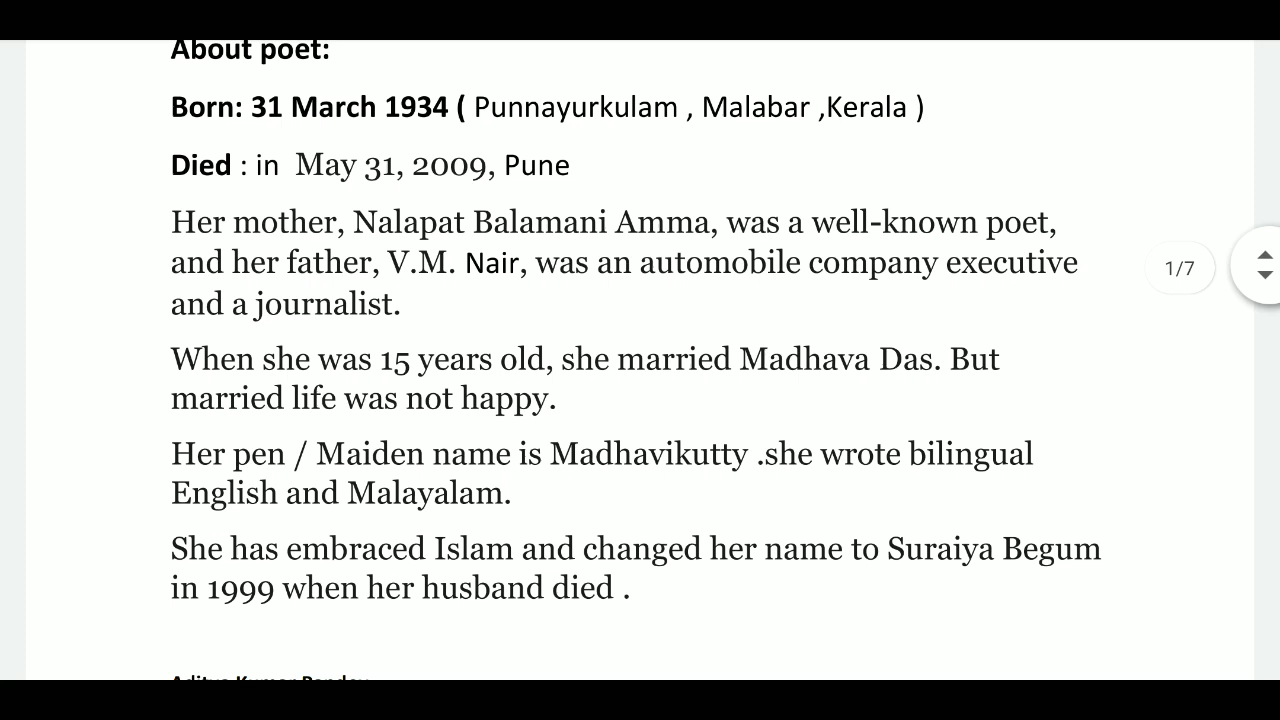 About poet:
Born: 31 March 1934 ( Punnayurkulam , Malabar ,Kerala )
Died : in May 31, 2009, Pune
Her mother, Nalapat Balamani Amma, was a well-known poet,
and her father, V.M. Nair, was an automobile company executive
and a journalist.
1/7
When she was 15 years old, she married Madhava Das. But
married life was not happy.
Her pen / Maiden name is Madhavikutty .she wrote bilingual
English and Malayalam.
She has embraced Islam and changed her name to Suraiya Begum
in 1999 when her husband died .